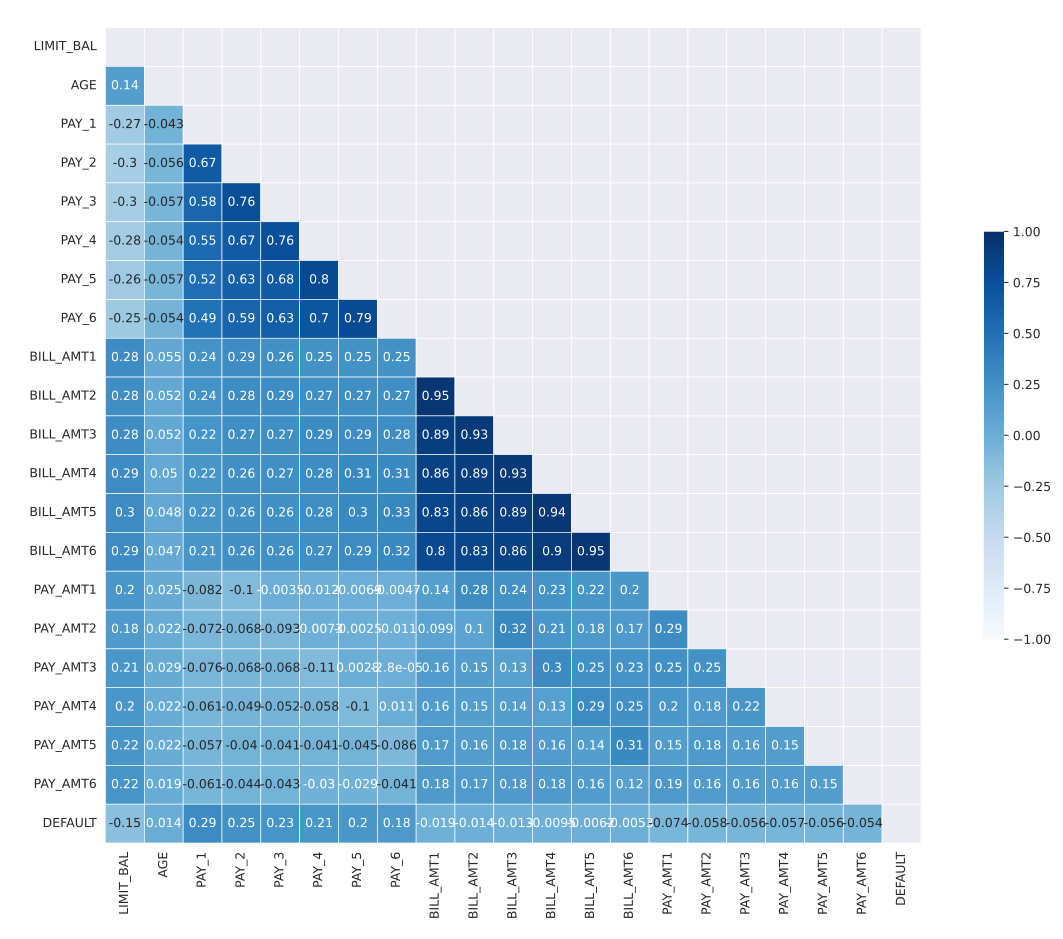 LIMIT_BAL
AGE 0.14
PAY_1 -0.27 -0.043
PAY_2 -0.3 -0.056 0.67
PAY_3 -0.3 -0.057 0.58 0.76
PAY_4 -0.28 -0.054 0.55 0.67 0.76
PAY_5 -0.26 -0.057 0.52 0.63 0.68 0.8
PAY_6 -0.25 -0.054 0.49 0.59 0.63 0.7 0.79
BILL_AMT1 0.28 0.055 0.24 0.29 0.26 0.25 0.25 0.25
BILL_AMT2 0.28 0.052 0.24 0.28 0.29 0.27 0.27 0.27 0.95
BILL_AMT3 0.28 0.052 0.22 0.27 0.27 0.29 0.29 0.28 0.89 0.93
BILL_AMT4 0.29 0.05 0.22 0.26 0.27 0.28 0.31 0.31 0.86 0.89 0.93
BILL_AMT5 0.3 0.048 0.22 0.26 0.26 0.28 0.3 0.33 0.83 0.86 0.89 0.94
BILL_AMT6 0.29 0.047 0.21 0.26 0.26 0.27 0.29 0.32 0.8 0.83 0.86 0.9 0.95
PAY_AMT1 0.2 0.025 -0.082 -0.1 0.14 0.28 0.24 0.23 0.22 0.2
PAY_AMT2 0.18 0.022 -0.072 -0.068 -0.093 0.099 0.1 0.32 0.21 0.18 0.17 0.29
PAY_AMT3 0.21 0.029 -0.076 -0.068 -0.068 -0.11 0.16 0.15 0.13 0.3 0.25 0.23 0.25 0.25
PAY_AMT4 0.2 0.022 -0.061 -0.049 -0.052 -0.058 -0.1 0.011 0.16 0.15 0.14 0.13 0.29 0.25 0.2 0.18 0.22
PAY_AMT5 0.22 0.022 -0.057 -0.04 -0.041 -0.041 -0.045 -0.086 0.17 0.16 0.18 0.16 0.14 0.31 0.15 0.18 0.16 0.15
PAY_AMT6 0.22 0.019 -0.061 -0.044 -0.043 -0.03 -0.029 -0.041 0.18 0.17 0.18 0.18 0.16 0.12 0.19 0.16 0.16 0.16 0.15
DEFAULT -0.15 0.014 0.29 0.25 0.23 0.21 0.2 0.18 -0.019 -0.014 -0.013 -0.074 -0.058 -0.056 -0.057 -0.056 -0.054
LIMIT_BAL AGE PAY_1 PAY_2 PAY_3 PAY_4 PAY_5 PAY_6 BILL_AMT1 BILL_AMT2 BILL_AMT3 BILL_AMT4 BILL_AMT5 BILL_AMT6 PAY_AMT1 PAY_AMT2 PAY_AMT3 PAY_AMT4 PAY_AMT5 PAY_AMT6 DEFAULT
1.00
0.75
0.50
0.25
0.00
−0.25
−0.50
−0.75
−1.00